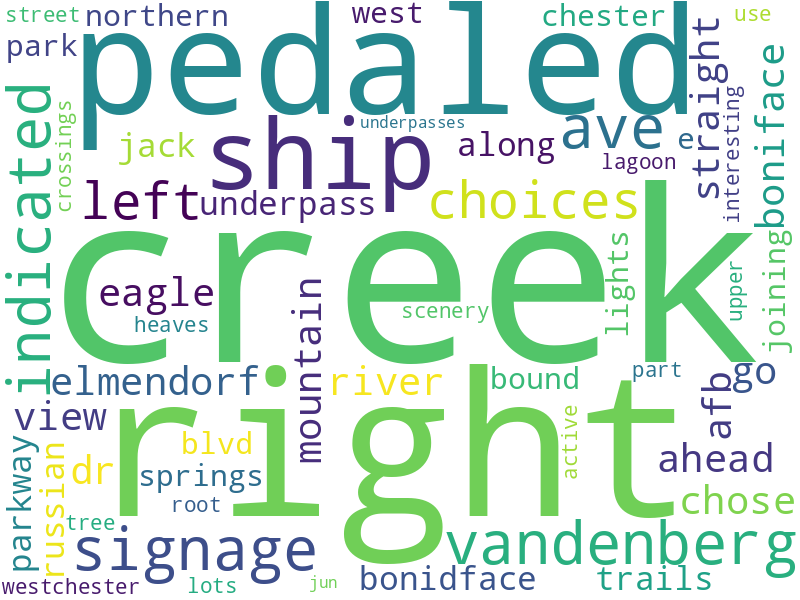 street
northern
west
chester
use
park
pedaled
straight
boniface
indicated
crossings
jack
ship
underpasses
along
ave
e
lagoon
interesting
left
underpass
choices
creek
eagle
heaves
mountain
scenery
lights
upper
joining
elmendorf
river
bound
part
go
afb
view
right
blvd
dr
springs
root
active
ahead
parkway
russian
tree
signage
chose
vandenberg
westchester
lots
jun
bonidface
trails